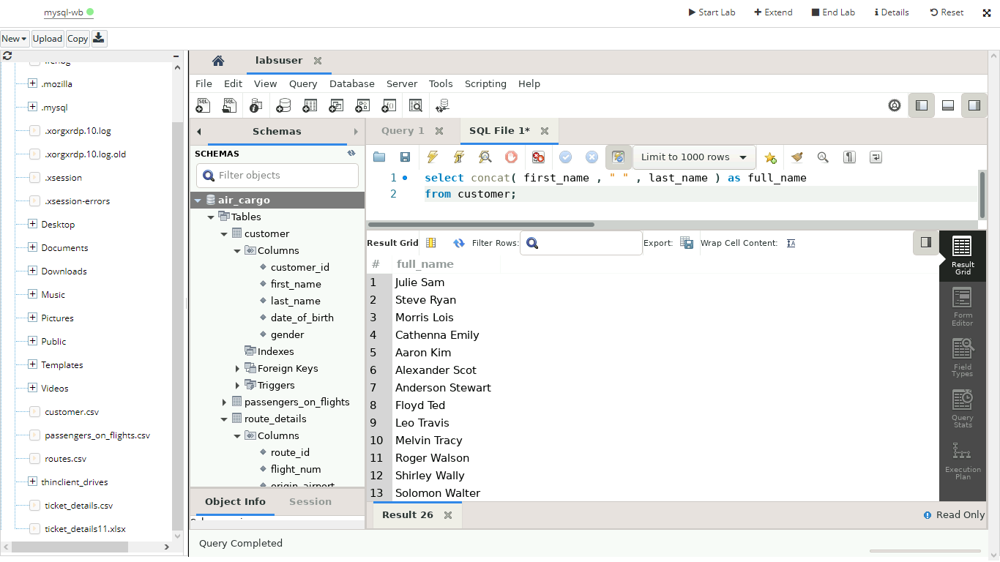 mysql-wb
Start Lab Extend End Lab Details Reset
New Upload Copy
labsuser
File Edit View Query Database Server Tools Scripting Help
.mozilla
.mysql
.xorgxrdp.10.log
.xorgxrdp.10.log.old
.xsession
.xsession-errors
Desktop
Documents
Downloads
Music
Pictures
Public
Templates
Videos
customer.csv
passengers_on_flights.csv
routes.csv
thinclient_drives
ticket_details.csv
ticket_details11.xlsx
Schemas
SCHEMAS
Filter objects
air_cargo
Tables
customer
Columns
customer_id
first_name
last_name
date_of_birth
gender
Indexes
Foreign Keys
Triggers
passengers_on_flights
route_details
Columns
route_id
flight_num
origin_airport
Object Info Session
Query 1 SQL File 1*
Limit to 1000 rows
1 select concat( first_name , " " , last_name ) as full_name
2 from customer;
Result Grid Filter Rows: Export: Wrap Cell Content:
# full_name
1 Julie Sam
2 Steve Ryan
3 Morris Lois
4 Cathenna Emily
5 Aaron Kim
6 Alexander Scot
7 Anderson Stewart
8 Floyd Ted
9 Leo Travis
10 Melvin Tracy
11 Roger Walson
12 Shirley Wally
13 Solomon Walter
Result
Grid
Form
Editor
Field
Types
Query
Stats
Execution
Plan
Result 26 Read Only
Query Completed